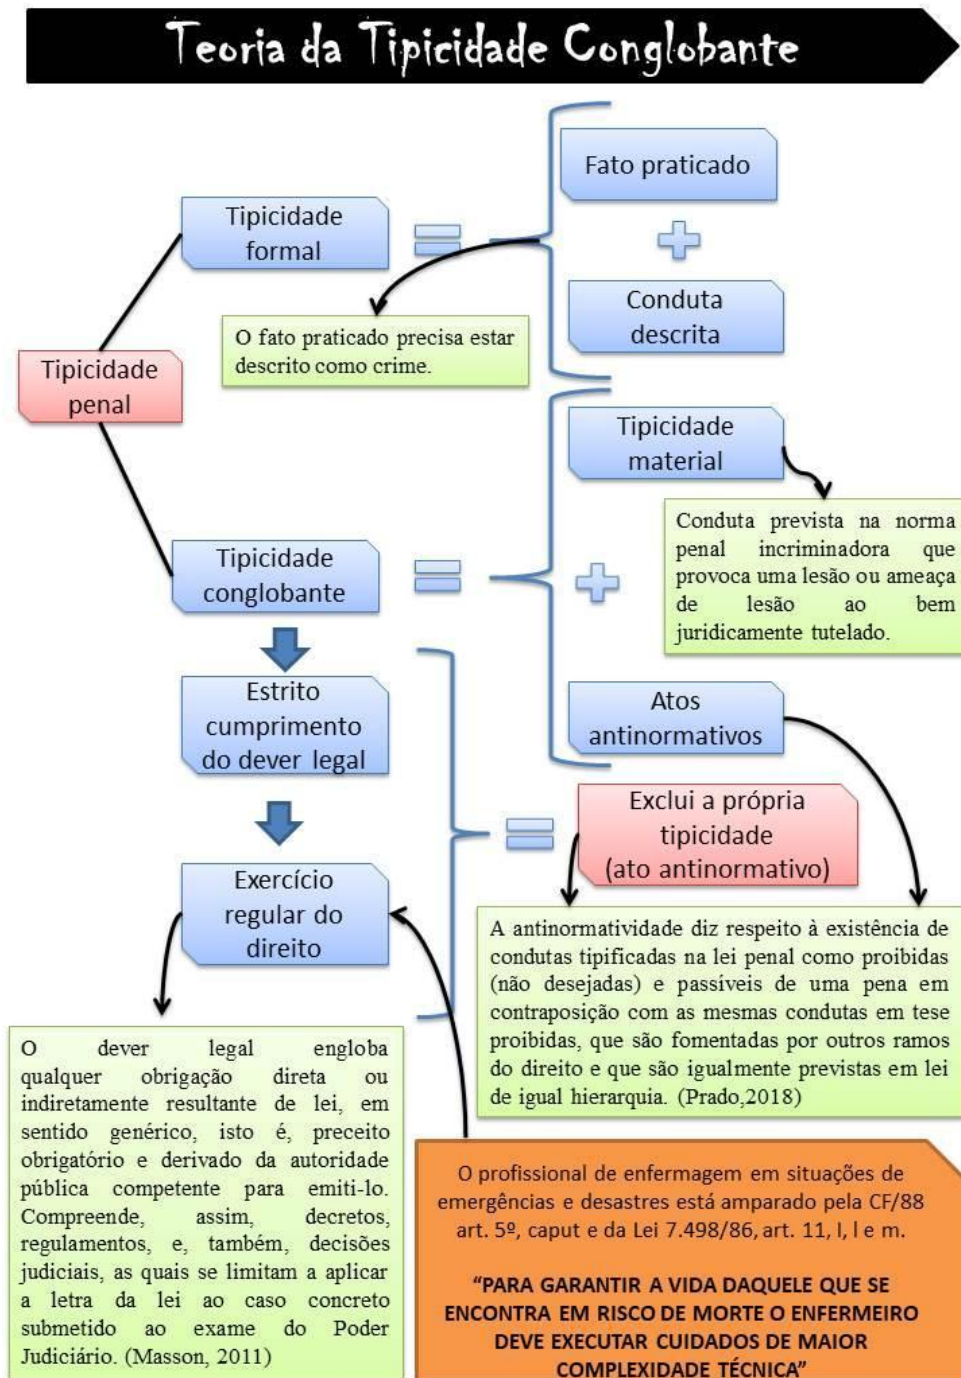 Teoria da Tipicidade Conglobante
Fato praticado
Tipicidade
formal
Conduta
descrita
O fato praticado precisa estar
descrito como crime.
Tipicidade
penal
Tipicidade
material
Conduta prevista na norma
penal incriminadora que
provoca uma lesão ou ameaça
de lesão ao bem
juridicamente tutelado.
Tipicidade
conglobante
Atos
antinormativos
Estrito
cumprimento
do dever legal
Exclui a própria
tipicidade
(ato antinormativo)
Exercício
regular do
direito
A antinormatividade diz respeito à existência de
condutas tipificadas na lei penal como proibidas
(não desejadas) e passíveis de uma pena em
contraposição com as mesmas condutas em tese
proibidas, que são fomentadas por outros ramos
do direito e que são igualmente previstas em lei
de igual hierarquia. (Prado,2018)
O dever legal engloba
qualquer obrigação direta ou
indiretamente resultante de lei, em
sentido genérico, isto é, preceito
obrigatório e derivado da autoridade
pública competente para emiti-lo.
Compreende, assim, decretos,
regulamentos, e, também, decisões
judiciais, as quais se limitam a aplicar
a letra da lei ao caso concreto
submetido ao exame do Poder
Judiciário. (Masson, 2011)
O profissional de enfermagem em situações de
emergências e desastres está amparado pela CF/88
art. 5º, caput e da Lei 7.498/86, art. 11, I, l e m.
“PARA GARANTIR A VIDA DAQUELE QUE SE
ENCONTRA EM RISCO DE MORTE O ENFERMEIRO
DEVE EXECUTAR CUIDADOS DE MAIOR
COMPLEXIDADE TÉCNICA”